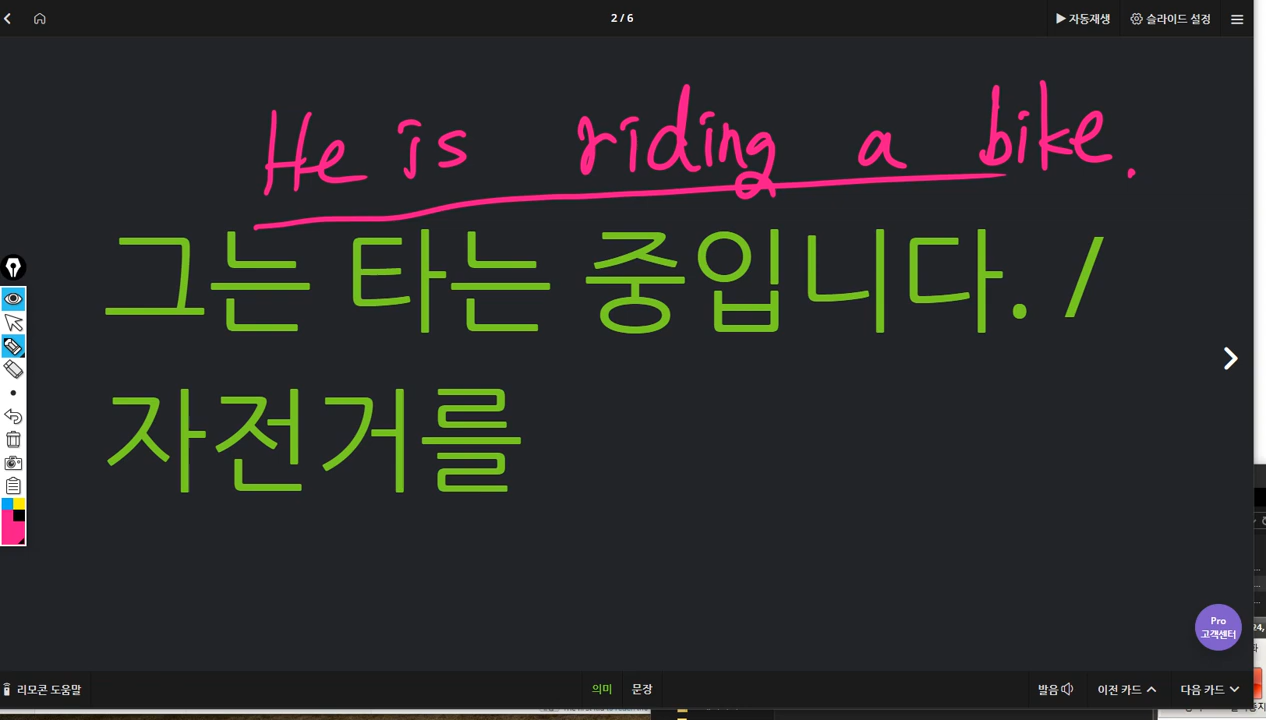 2 / 6
자동재생
슬라이드 설정
He is riding a bike.
그는 타는 중입니다. /
자전거를
Pro
고객센터
리모콘 도움말
의미
문장
발음
이전 카드
다음 카드